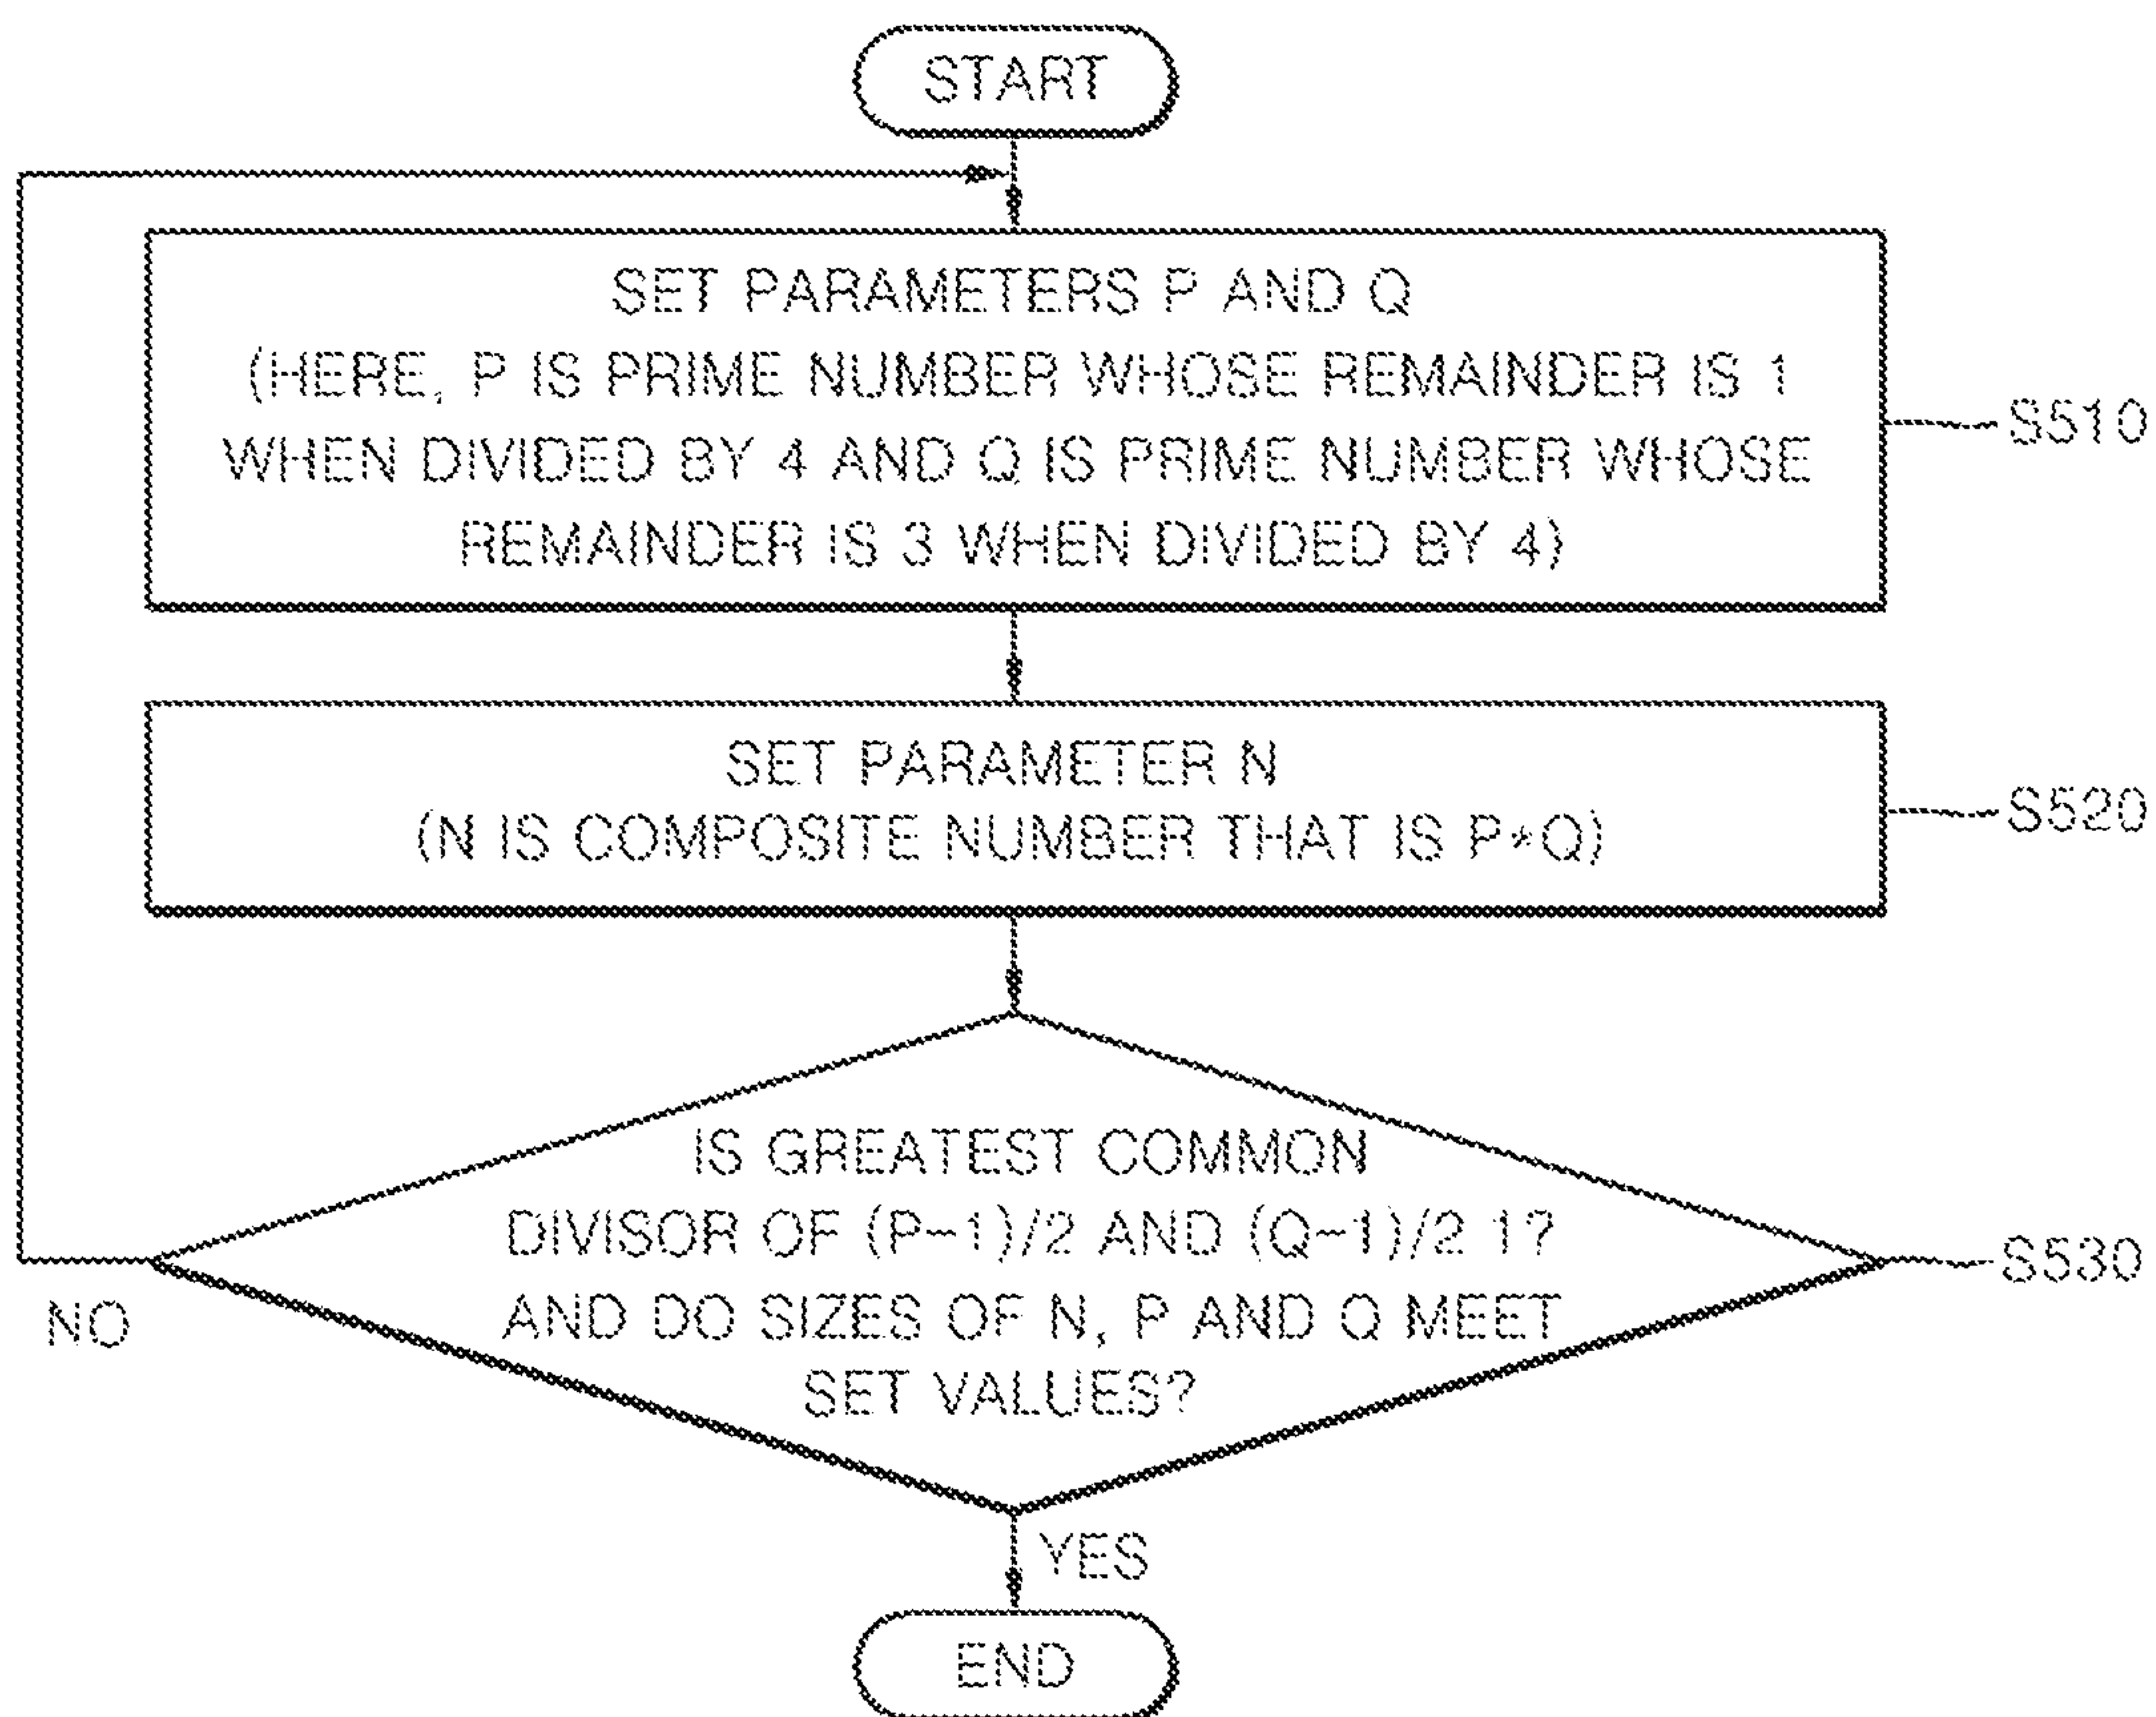 START
SET PARAMETERS P AND Q
(HERE, P IS PRIME NUMBER WHOSE REMAINDER IS 1
WHEN DIVIDED BY 4 AND Q IS PRIME NUMBER WHOSE
REMAINDER IS 3 WHEN DIVIDED BY 4)
S510
SET PARAMETER N
(N IS COMPOSITE NUMBER THAT IS P*Q)
S520
IS GREATEST COMMON
DIVISOR OF (P-1)/2 AND (Q-1)/2 1?
AND DO SIZES OF N, P AND Q MEET
SET VALUES?
S530
NO
YES
END